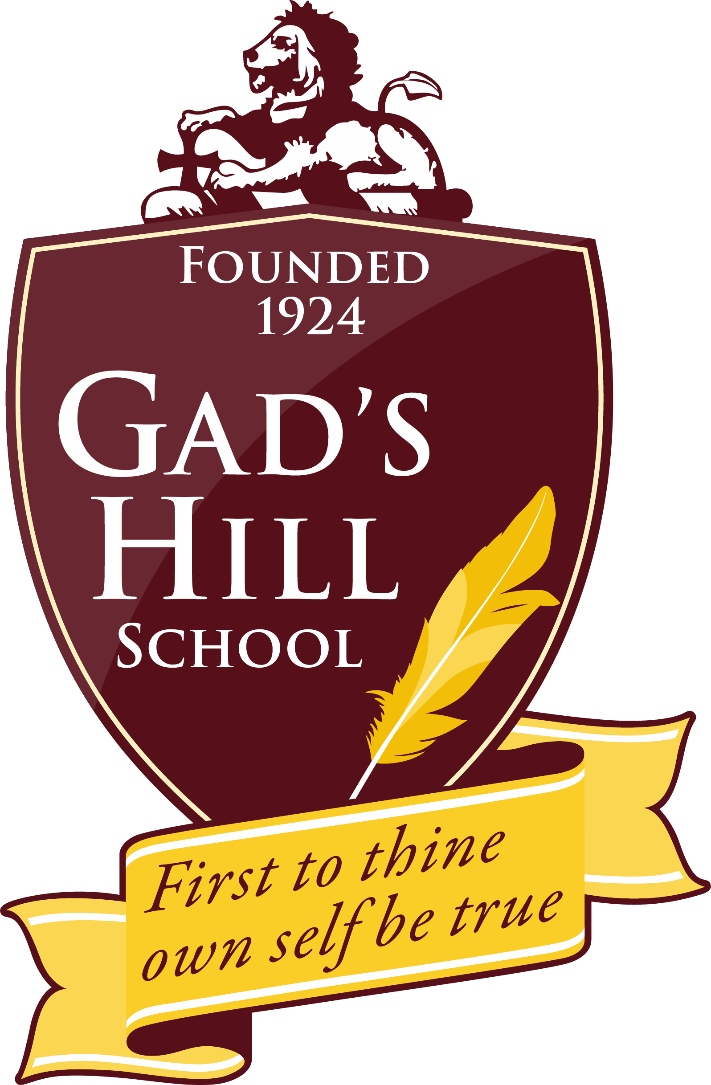 FOUNDED
1924
GAD'S
HILL
SCHOOL
First to thine
own self be true